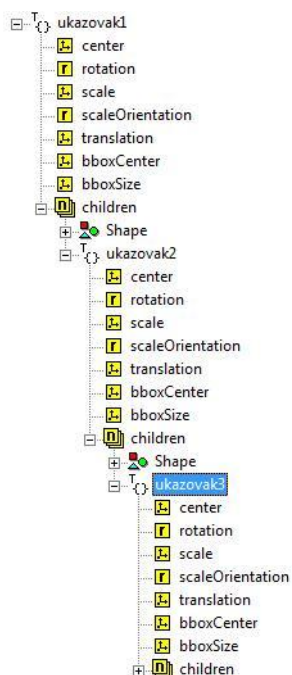 ukazovak1
center
rotation
scale
scaleOrientation
translation
bboxCenter
bboxSize
children
Shape
ukazovak2
center
rotation
scale
scaleOrientation
translation
bboxCenter
bboxSize
children
Shape
ukazovak3
center
rotation
scale
scaleOrientation
translation
bboxCenter
bboxSize
children